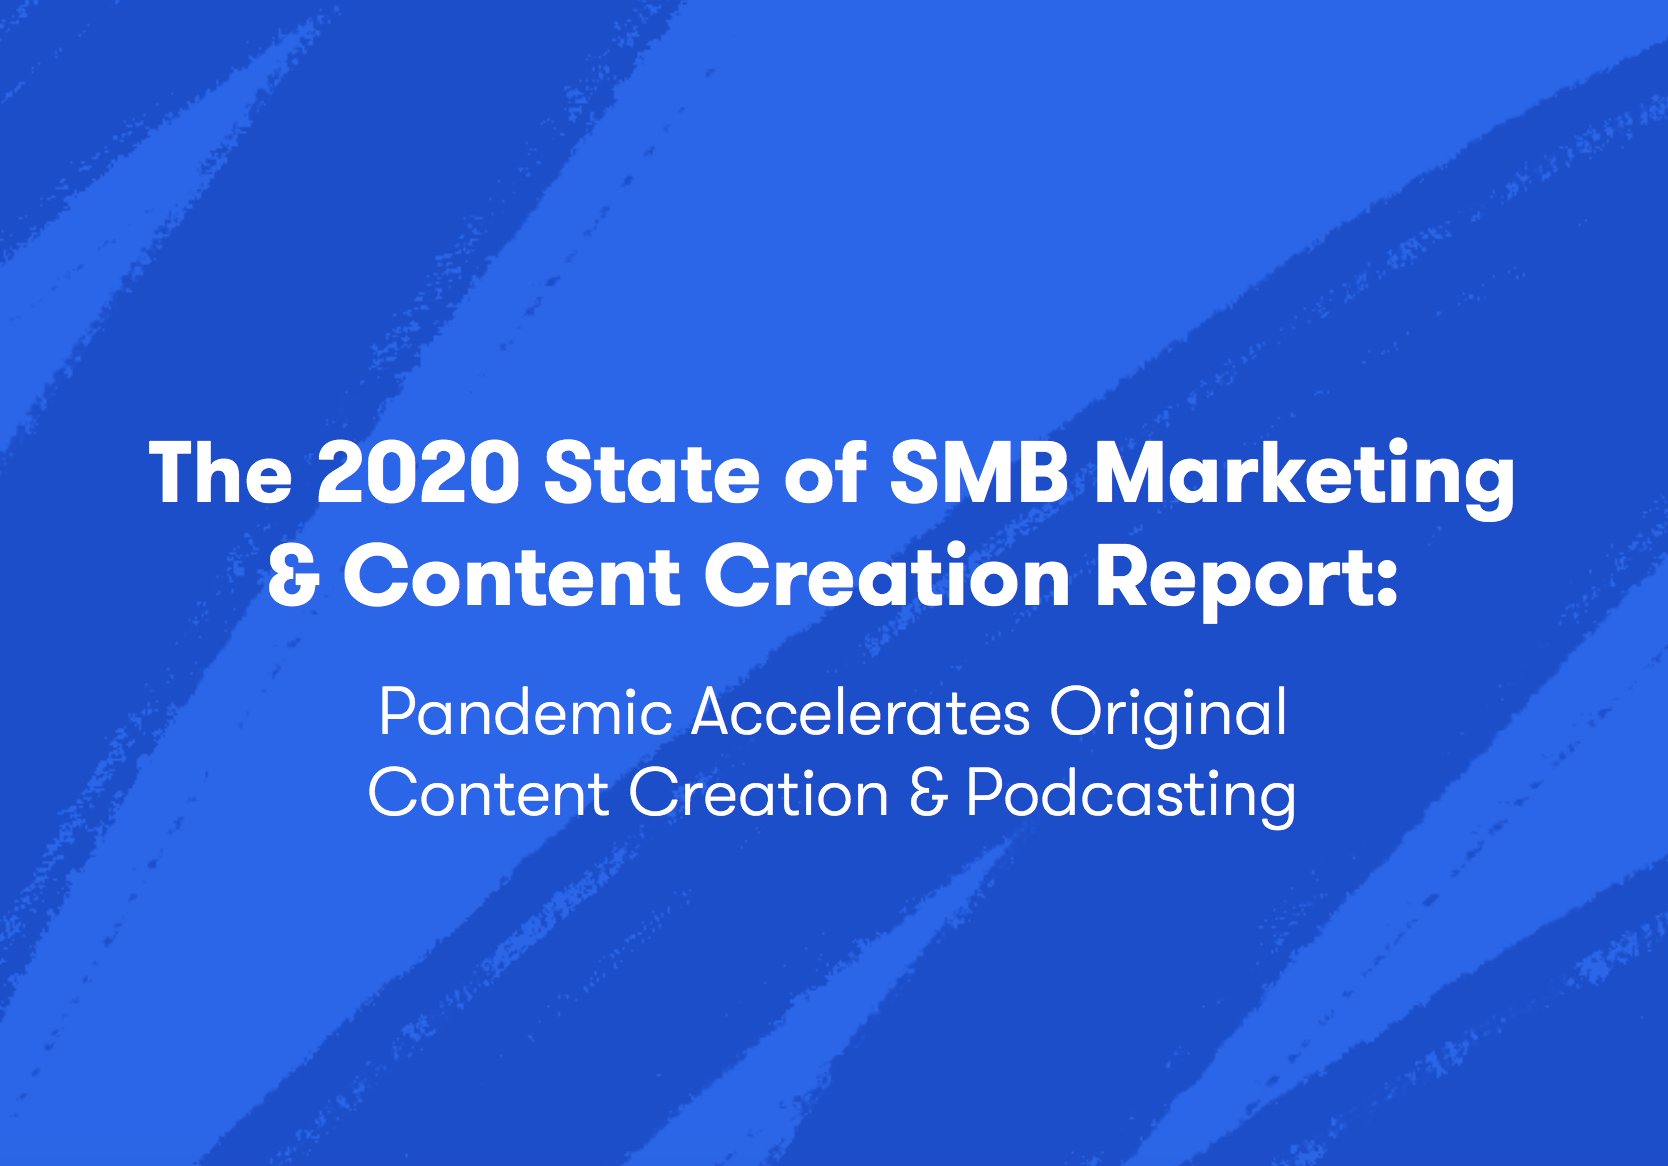 The 2020 State of SMB Marketing
& Content Creation Report:
Pandemic Accelerates Original
Content Creation & Podcasting